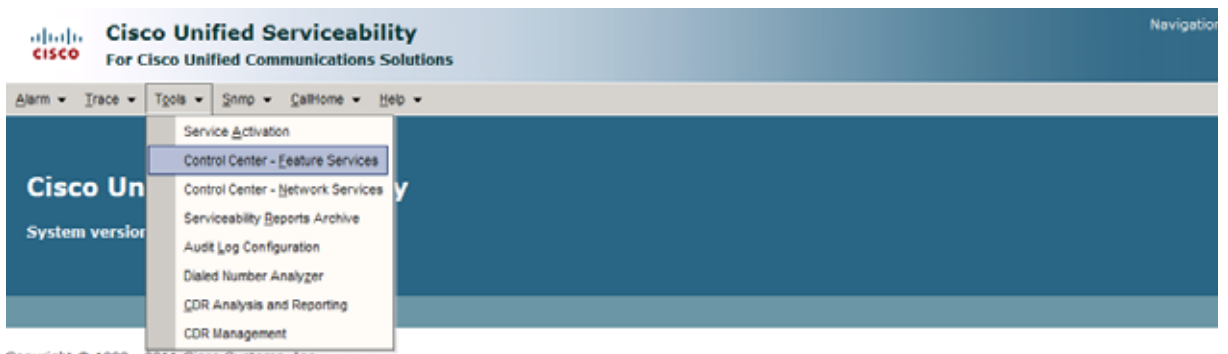 Cisco Unified Serviceability
Navigation
CISCO
For Cisco Unified Communications Solutions
Alarm Trace Tools Snmp CallHome Help
Service Activation
Control Center - Feature Services
Cisco Un y
Control Center - Network Services
Serviceability Reports Archive
System version
Audit Log Configuration
Dialed Number Analyzer
CDR Analysis and Reporting
CDR Management